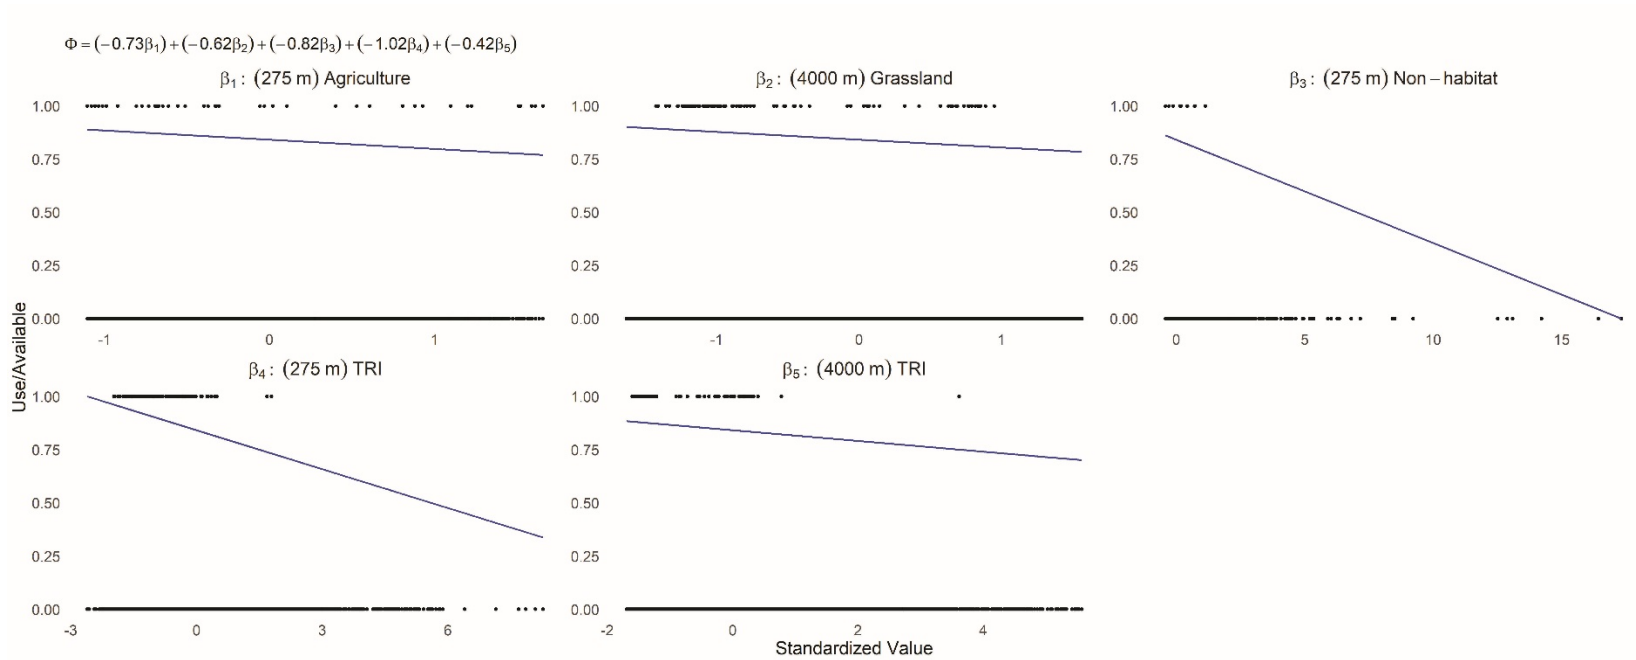 Φ = (−0.73β₁) + (−0.62β₂) + (−0.82β₃) + (−1.02β₄) + (−0.42β₅)
β₁ : (275 m) Agriculture
1.00
0.75
0.50
0.25
0.00
-1 0 1
β₂ : (4000 m) Grassland
1.00
0.75
0.50
0.25
0.00
-1 0 1
β₃ : (275 m) Non−habitat
1.00
0.75
0.50
0.25
0.00
0 5 10 15
Use/Available
β₄ : (275 m) TRI
1.00
0.75
0.50
0.25
0.00
-3 0 3 6
β₅ : (4000 m) TRI
1.00
0.75
0.50
0.25
0.00
-2 0 2 4
Standardized Value